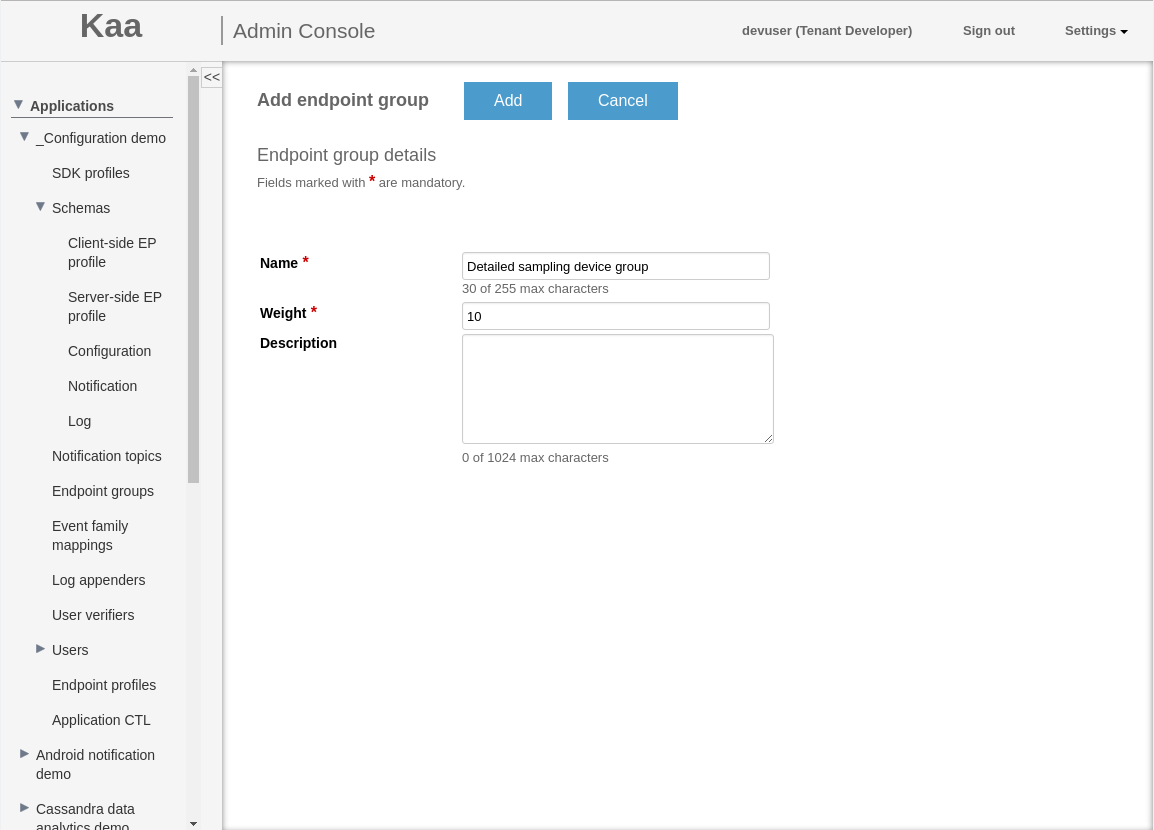 Kaa
Admin Console
devuser (Tenant Developer)
Sign out
Settings
<<
Applications
_Configuration demo
SDK profiles
Schemas
Client-side EP
profile
Server-side EP
profile
Configuration
Notification
Log
Notification topics
Endpoint groups
Event family
mappings
Log appenders
User verifiers
Users
Endpoint profiles
Application CTL
Android notification
demo
Cassandra data
analytics demo
Add endpoint group
Add
Cancel
Endpoint group details
Fields marked with * are mandatory.
Name *
Detailed sampling device group
30 of 255 max characters
Weight *
10
Description
0 of 1024 max characters